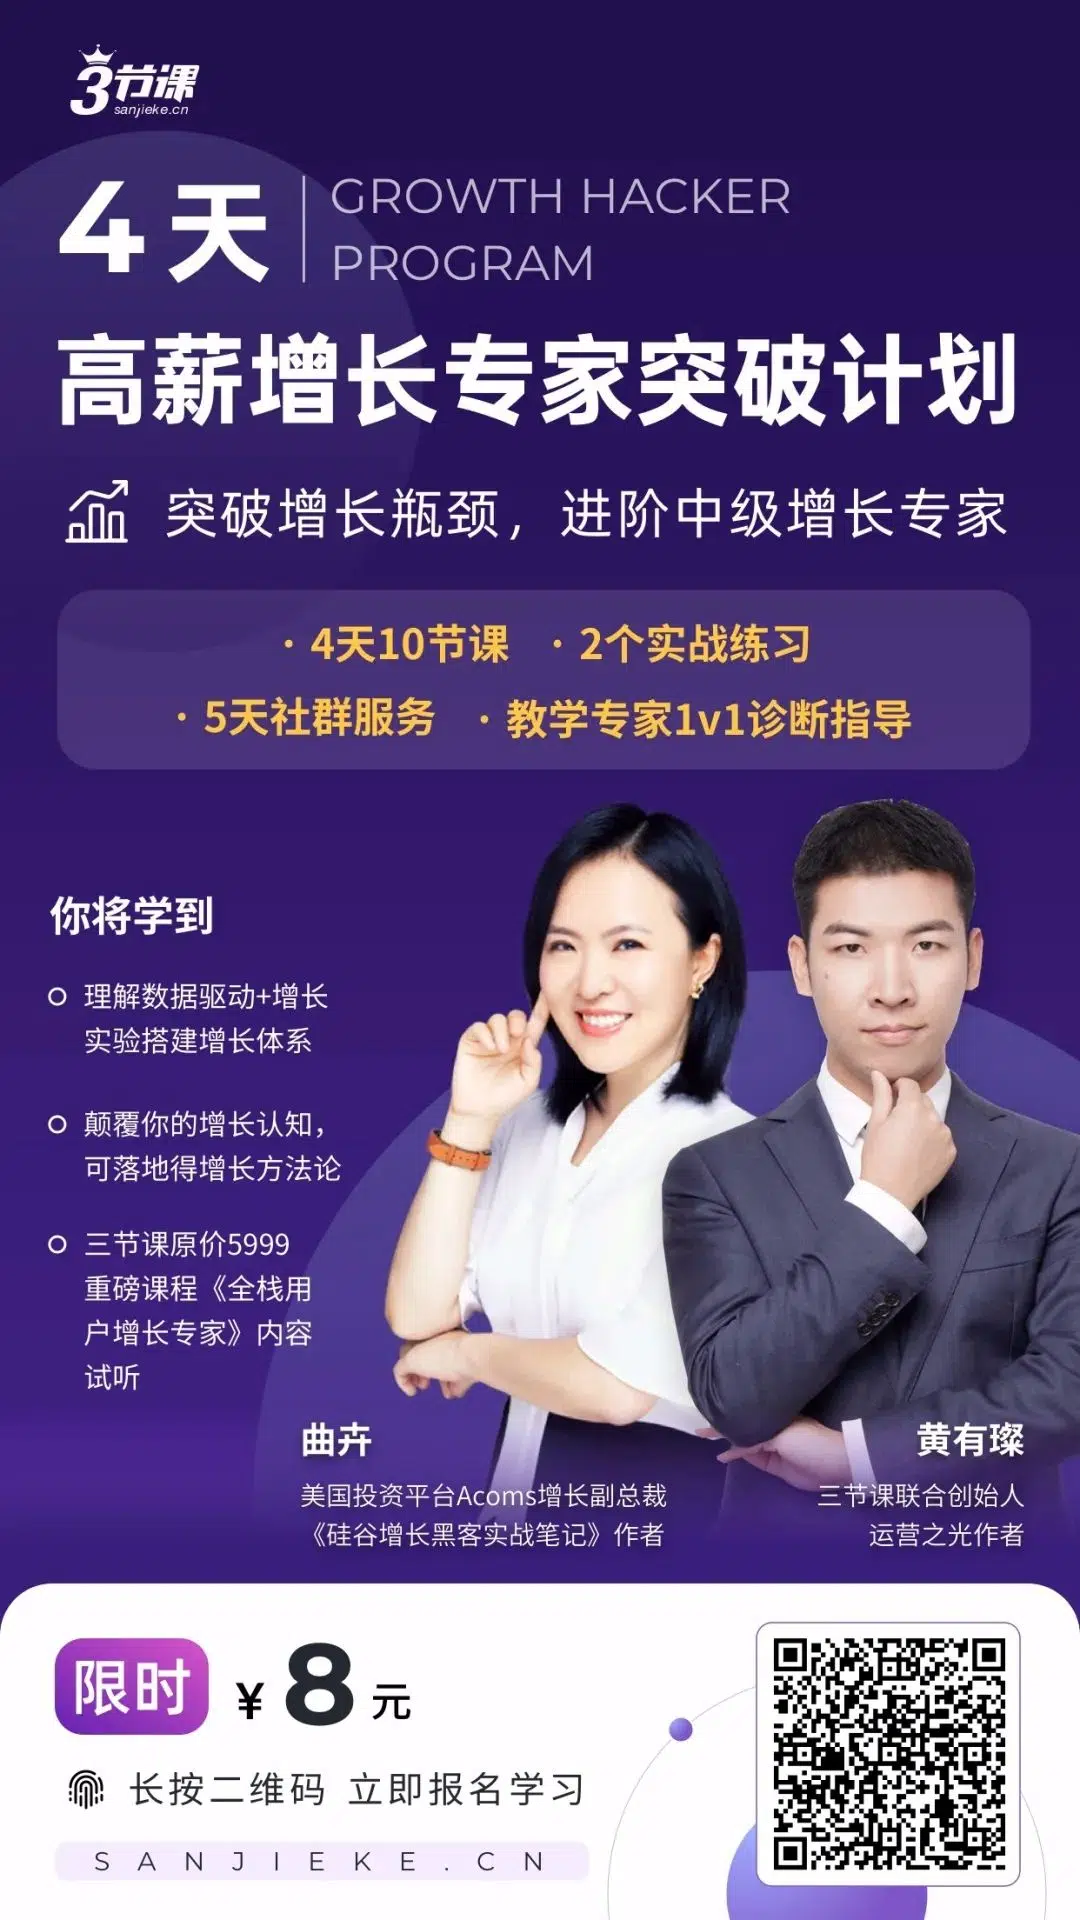 3节课
sanjieke.cn
4天
GROWTH HACKER
PROGRAM
高薪增长专家突破计划
突破增长瓶颈，进阶中级增长专家
· 4天10节课 · 2个实战练习
· 5天社群服务 · 教学专家1v1诊断指导
你将学到
理解数据驱动+增长
实验搭建增长体系
颠覆你的增长认知，
可落地得增长方法论
三节课原价5999
重磅课程《全栈用
户增长专家》内容
试听
曲卉
美国投资平台Acoms增长副总裁
《硅谷增长黑客实战笔记》作者
黄有璨
三节课联合创始人
运营之光作者
限时 ¥ 8 元
长按二维码 立即报名学习
SANJIEKE.CN